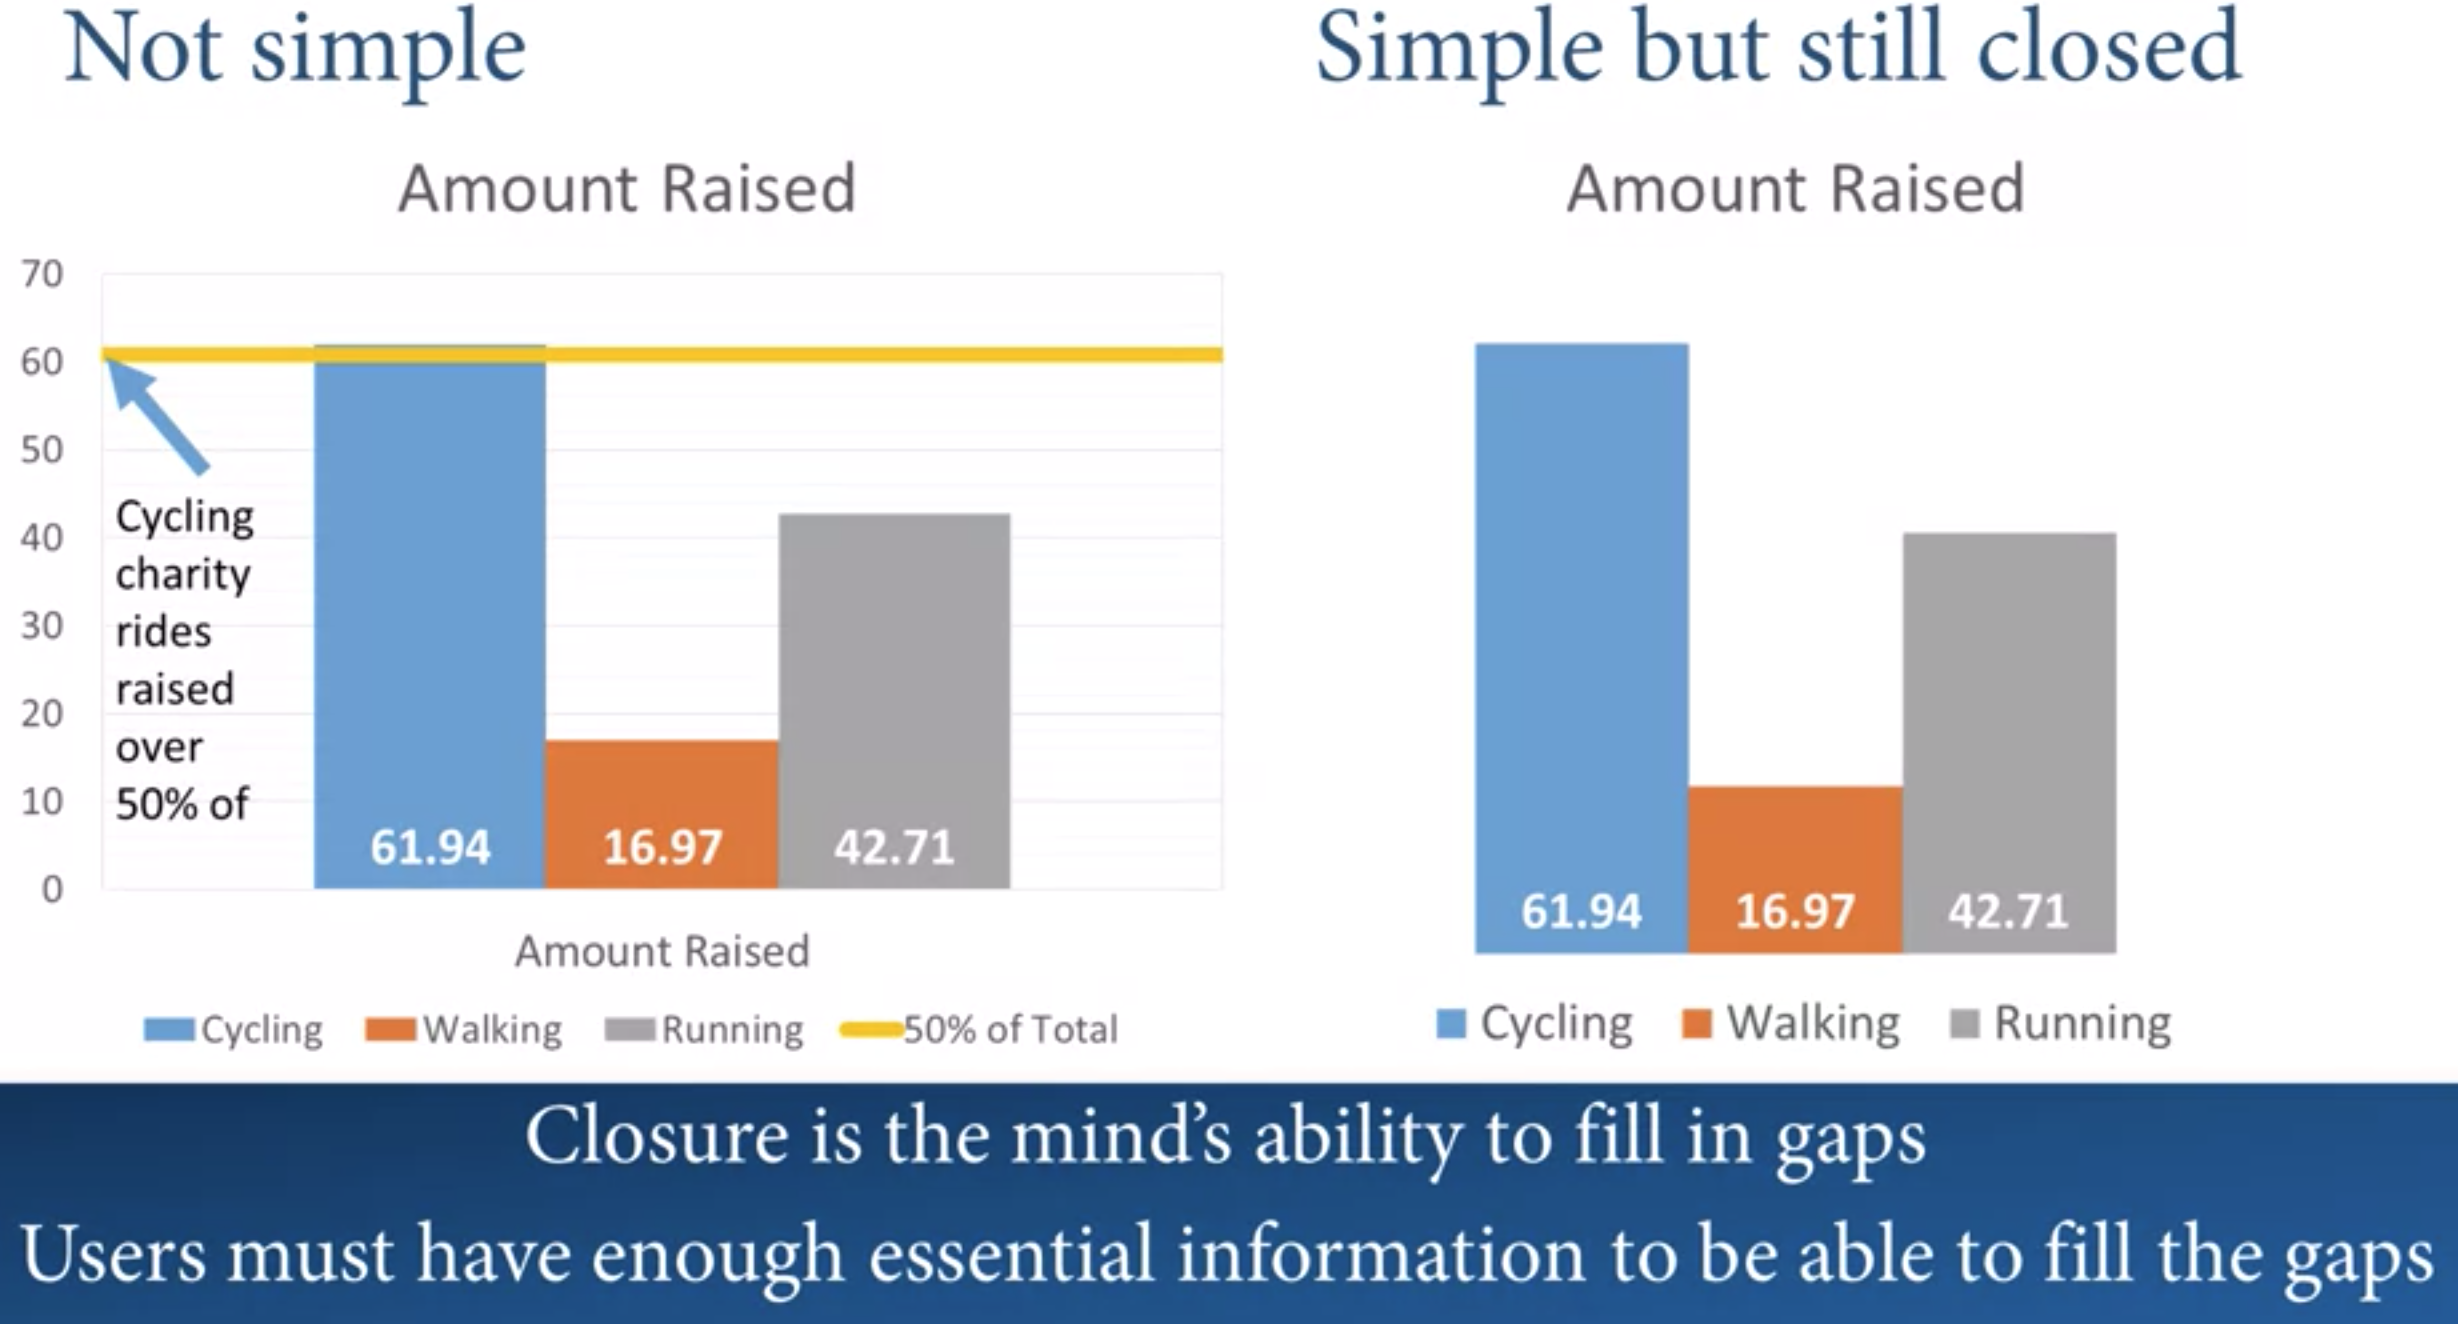 Not simple
Amount Raised
70
60
50
40
30
20
10
0
Cycling
charity
rides
raised
over
50% of
61.94 16.97 42.71
Amount Raised
Cycling Walking Running 50% of Total
Simple but still closed
Amount Raised
61.94 16.97 42.71
Cycling Walking Running
Closure is the mind’s ability to fill in gaps
Users must have enough essential information to be able to fill the gaps